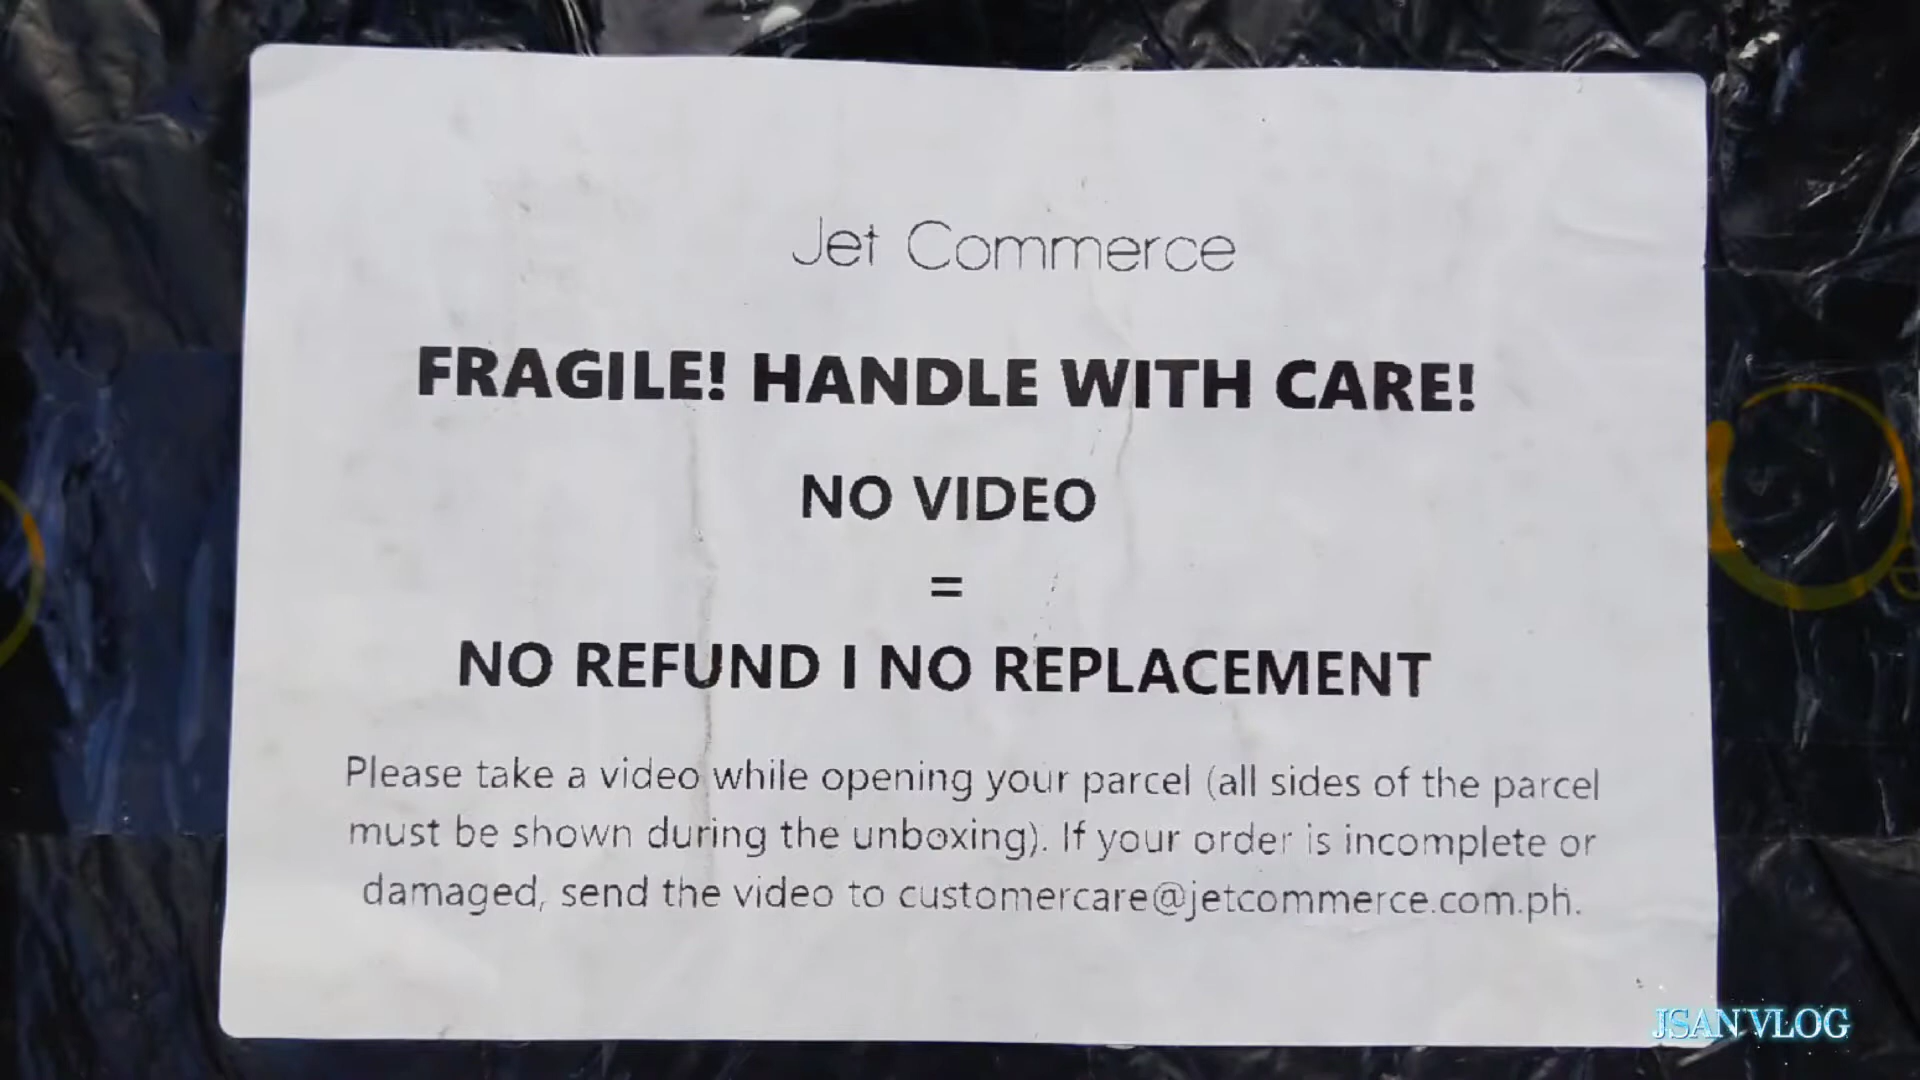 Jet Commerce
FRAGILE! HANDLE WITH CARE!
NO VIDEO
=
NO REFUND I NO REPLACEMENT
Please take a video while opening your parcel (all sides of the parcel
must be shown during the unboxing). If your order is incomplete or
damaged, send the video to customercare@jetcommerce.com.ph.
JSAN VLOG